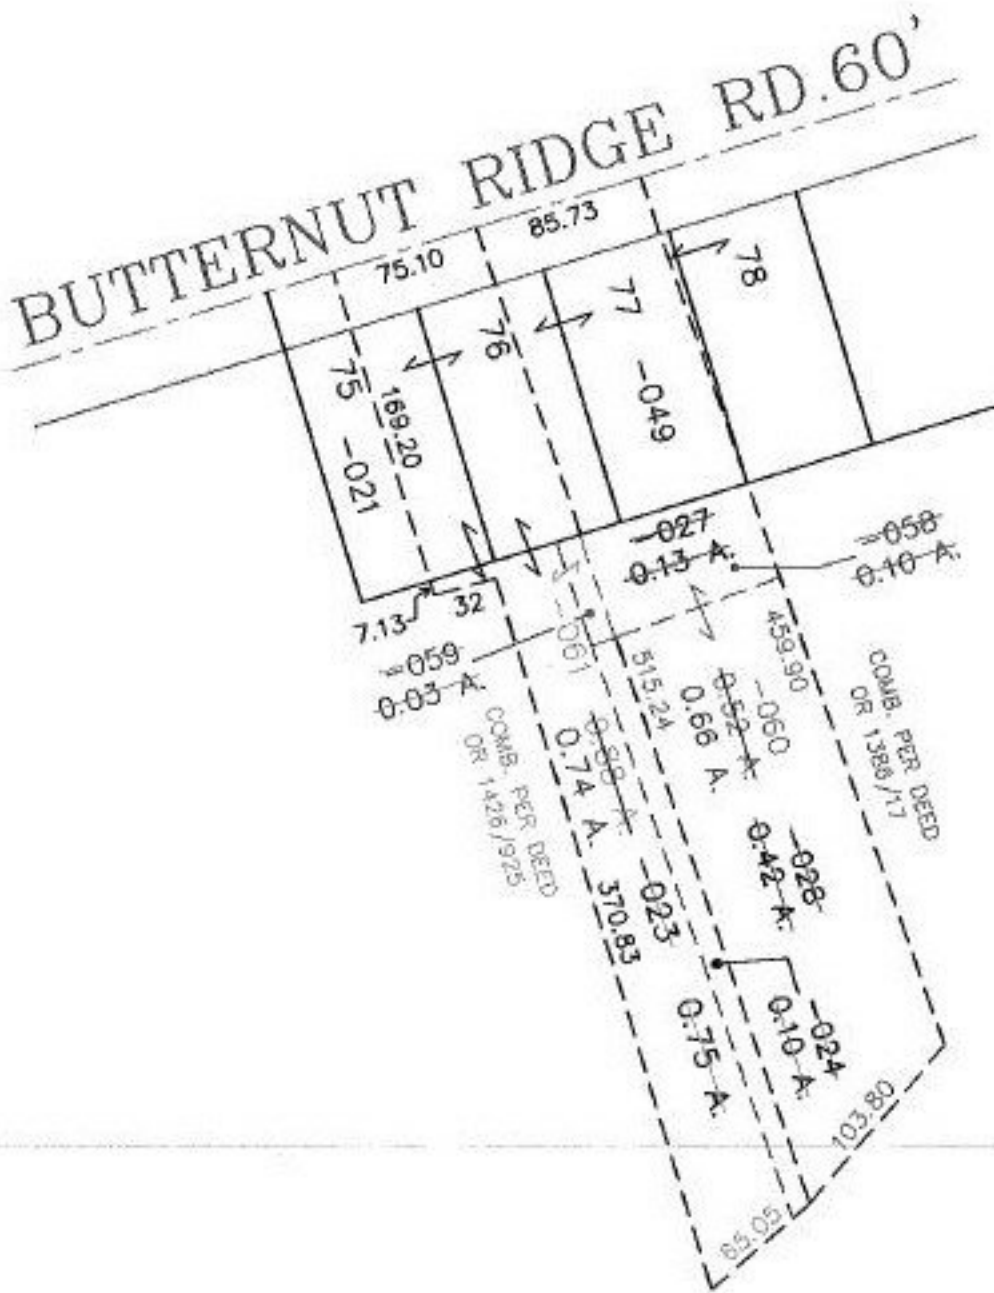 BUTTERNUT RIDGE RD. 60'
75.10
85.73
75
-021
169.20
76
77
-049
78
7.13
32
-027
0.13 A.
-058
0.10 A.
-059
0.03 A.
-061
515.24
459.90
-060
0.52 A.
0.66 A.
COMB. PER DEED
OR 1386/17
COMB. PER DEED
OR 1426/925
0.88 A.
0.74 A.
370.83
-023
0.75 A.
-028
0.42 A.
-024
0.10 A.
103.80